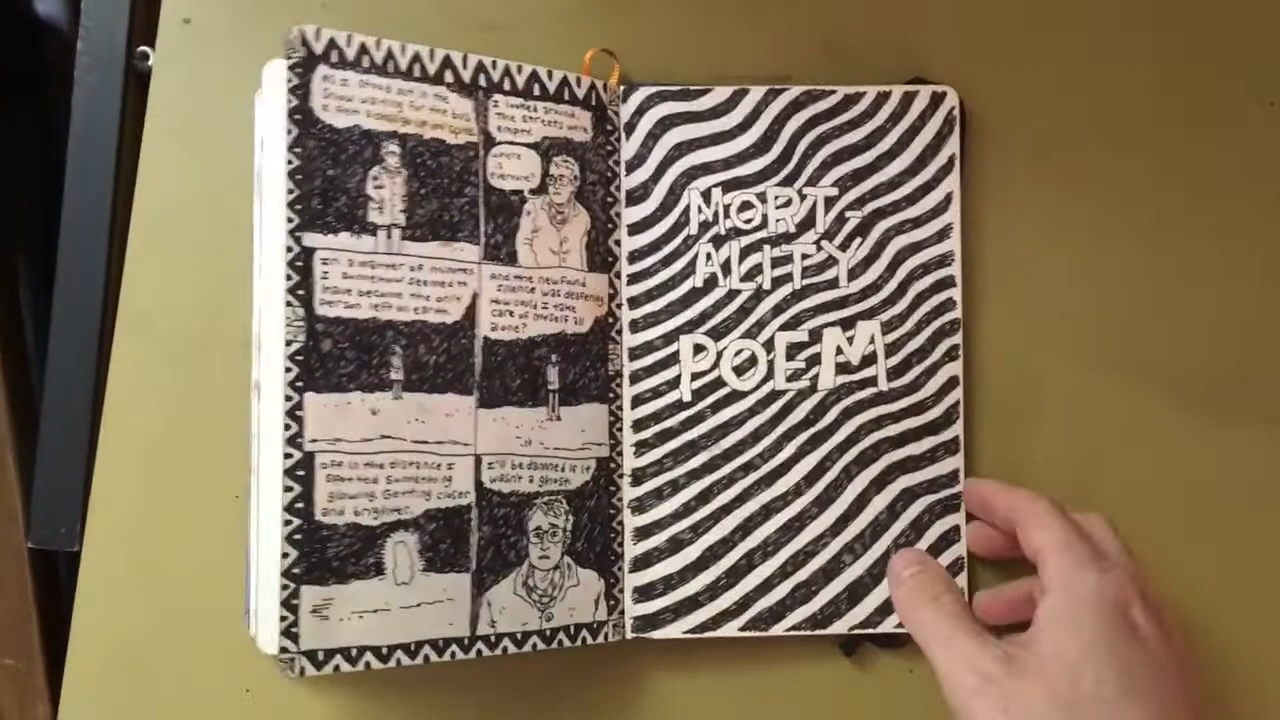 As I stood out in the
snow waiting for the bus
I
I looked around.
The streets were
empty.
where
is
everyone?
In a matter of minutes
I somehow seemed to
have become the only
person left on earth.
and the newfound
silence was deafening
How could I take
care of myself all
alone?
off in the distance I
spotted something
glowing. Getting closer
and brighter.
I'll be damned if it
wasn't a ghost.
MORT-
ALITY
POEM